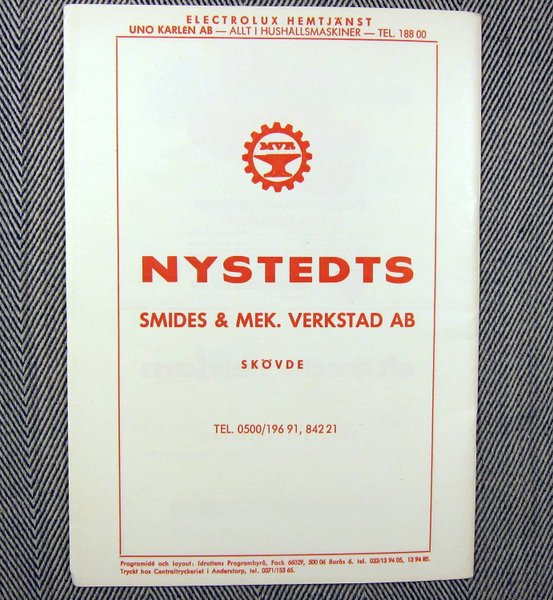 ELECTROLUX HEMTJÄNST
UNO KARLÉN AB — ALLT I HUSHÅLLSMASKINER — TEL. 188 00
MVR
NYSTEDTS
SMIDES & MEK. VERKSTAD AB
SKÖVDE
TEL. 0500/196 91, 842 21
Programidé och layout: Idrottens Programbyrå, Fack 66029, 500 06 Borås 6. tel. 033/13 94 05, 13 94 85.
Tryckt hos Centraltryckeriet i Anderstorp, tel. 0371/153 65.